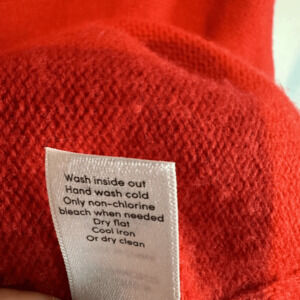 Wash inside out
Hand wash cold
Only non-chlorine
bleach when needed
Dry flat
Cool iron
Or dry clean